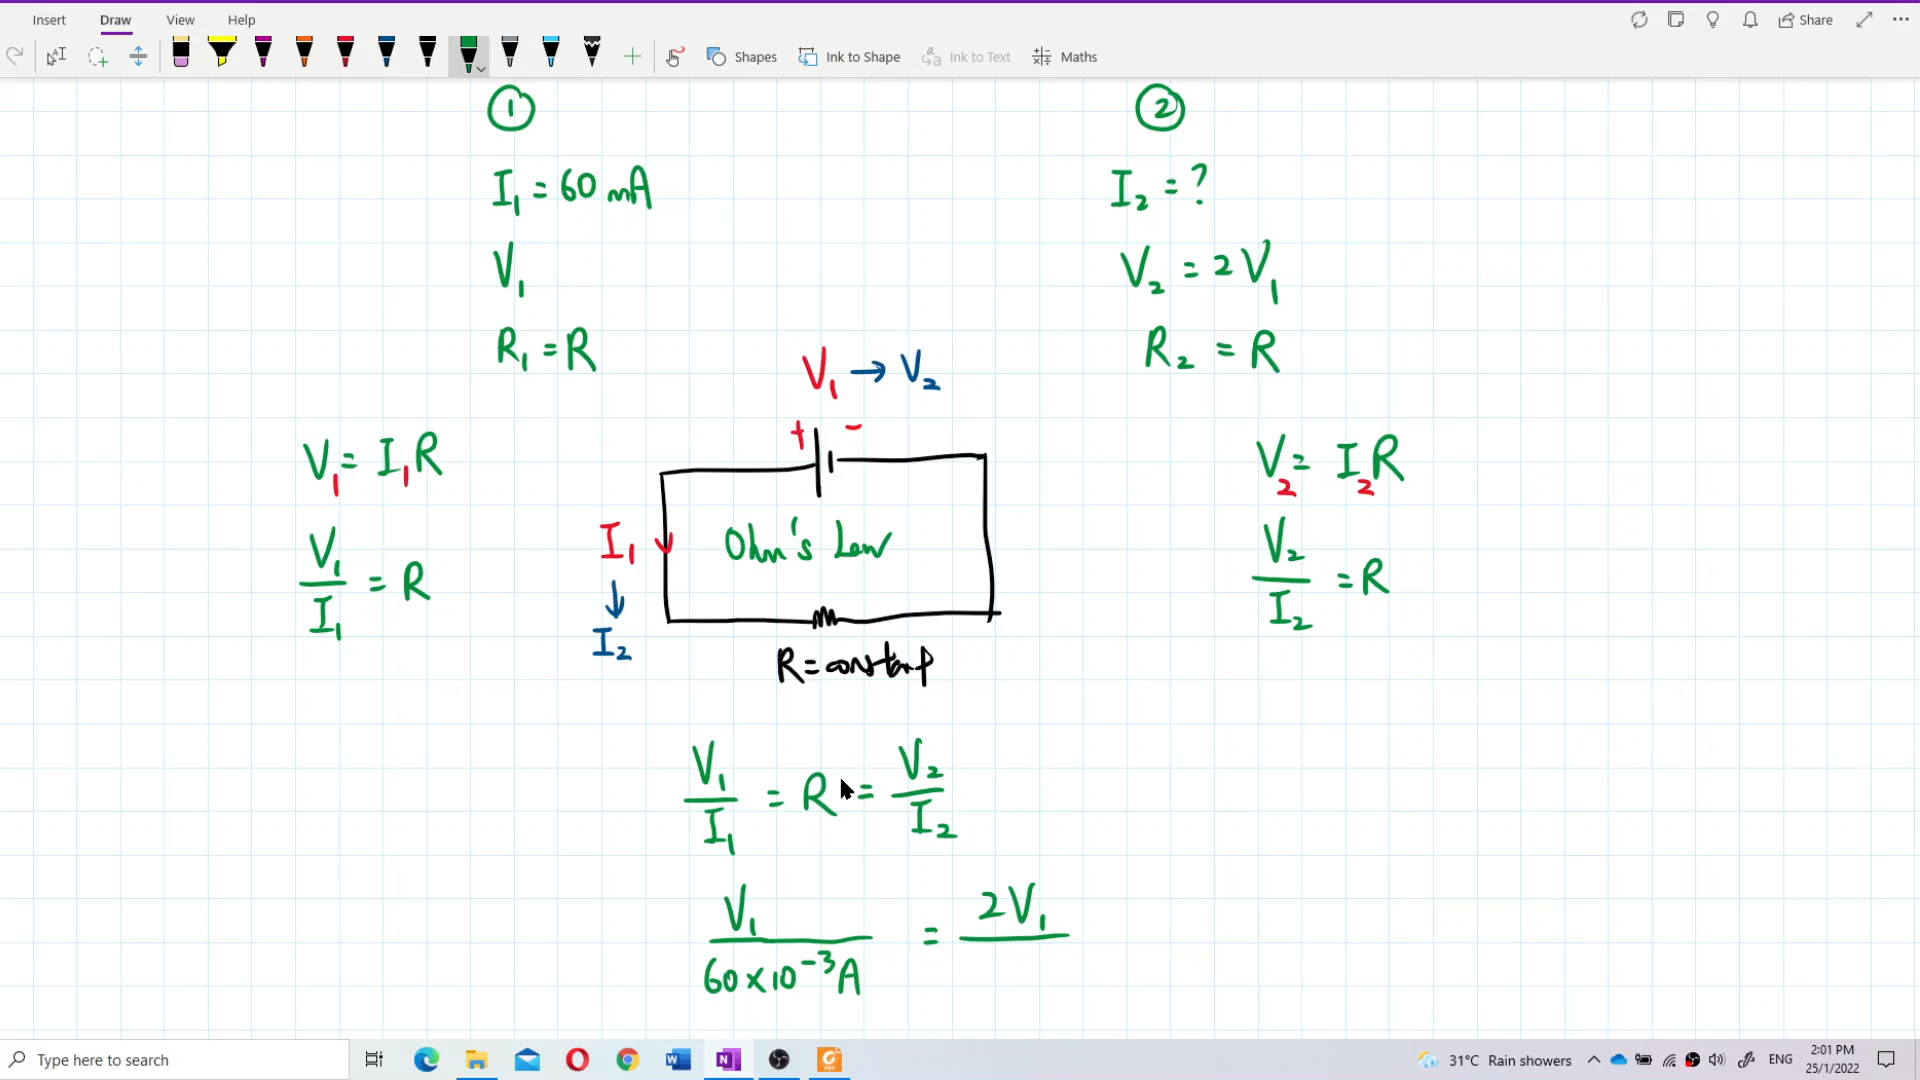 Insert Draw View Help Share
Shapes Ink to Shape Ink to Text Maths
① ②
I₁ = 60 mA I₂ = ?
V₁ V₂ = 2V₁
R₁ = R R₂ = R
V₁ → V₂
+ −
V₁ = I₁R V₂ = I₂R
I₁ Ohm's Law
V₁/I₁ = R V₂/I₂ = R
↓
I₂
R = constant
V₁/I₁ = R = V₂/I₂
V₁/60×10⁻³A = 2V₁/
Type here to search 31°C Rain showers ENG 2:01 PM
25/1/2022